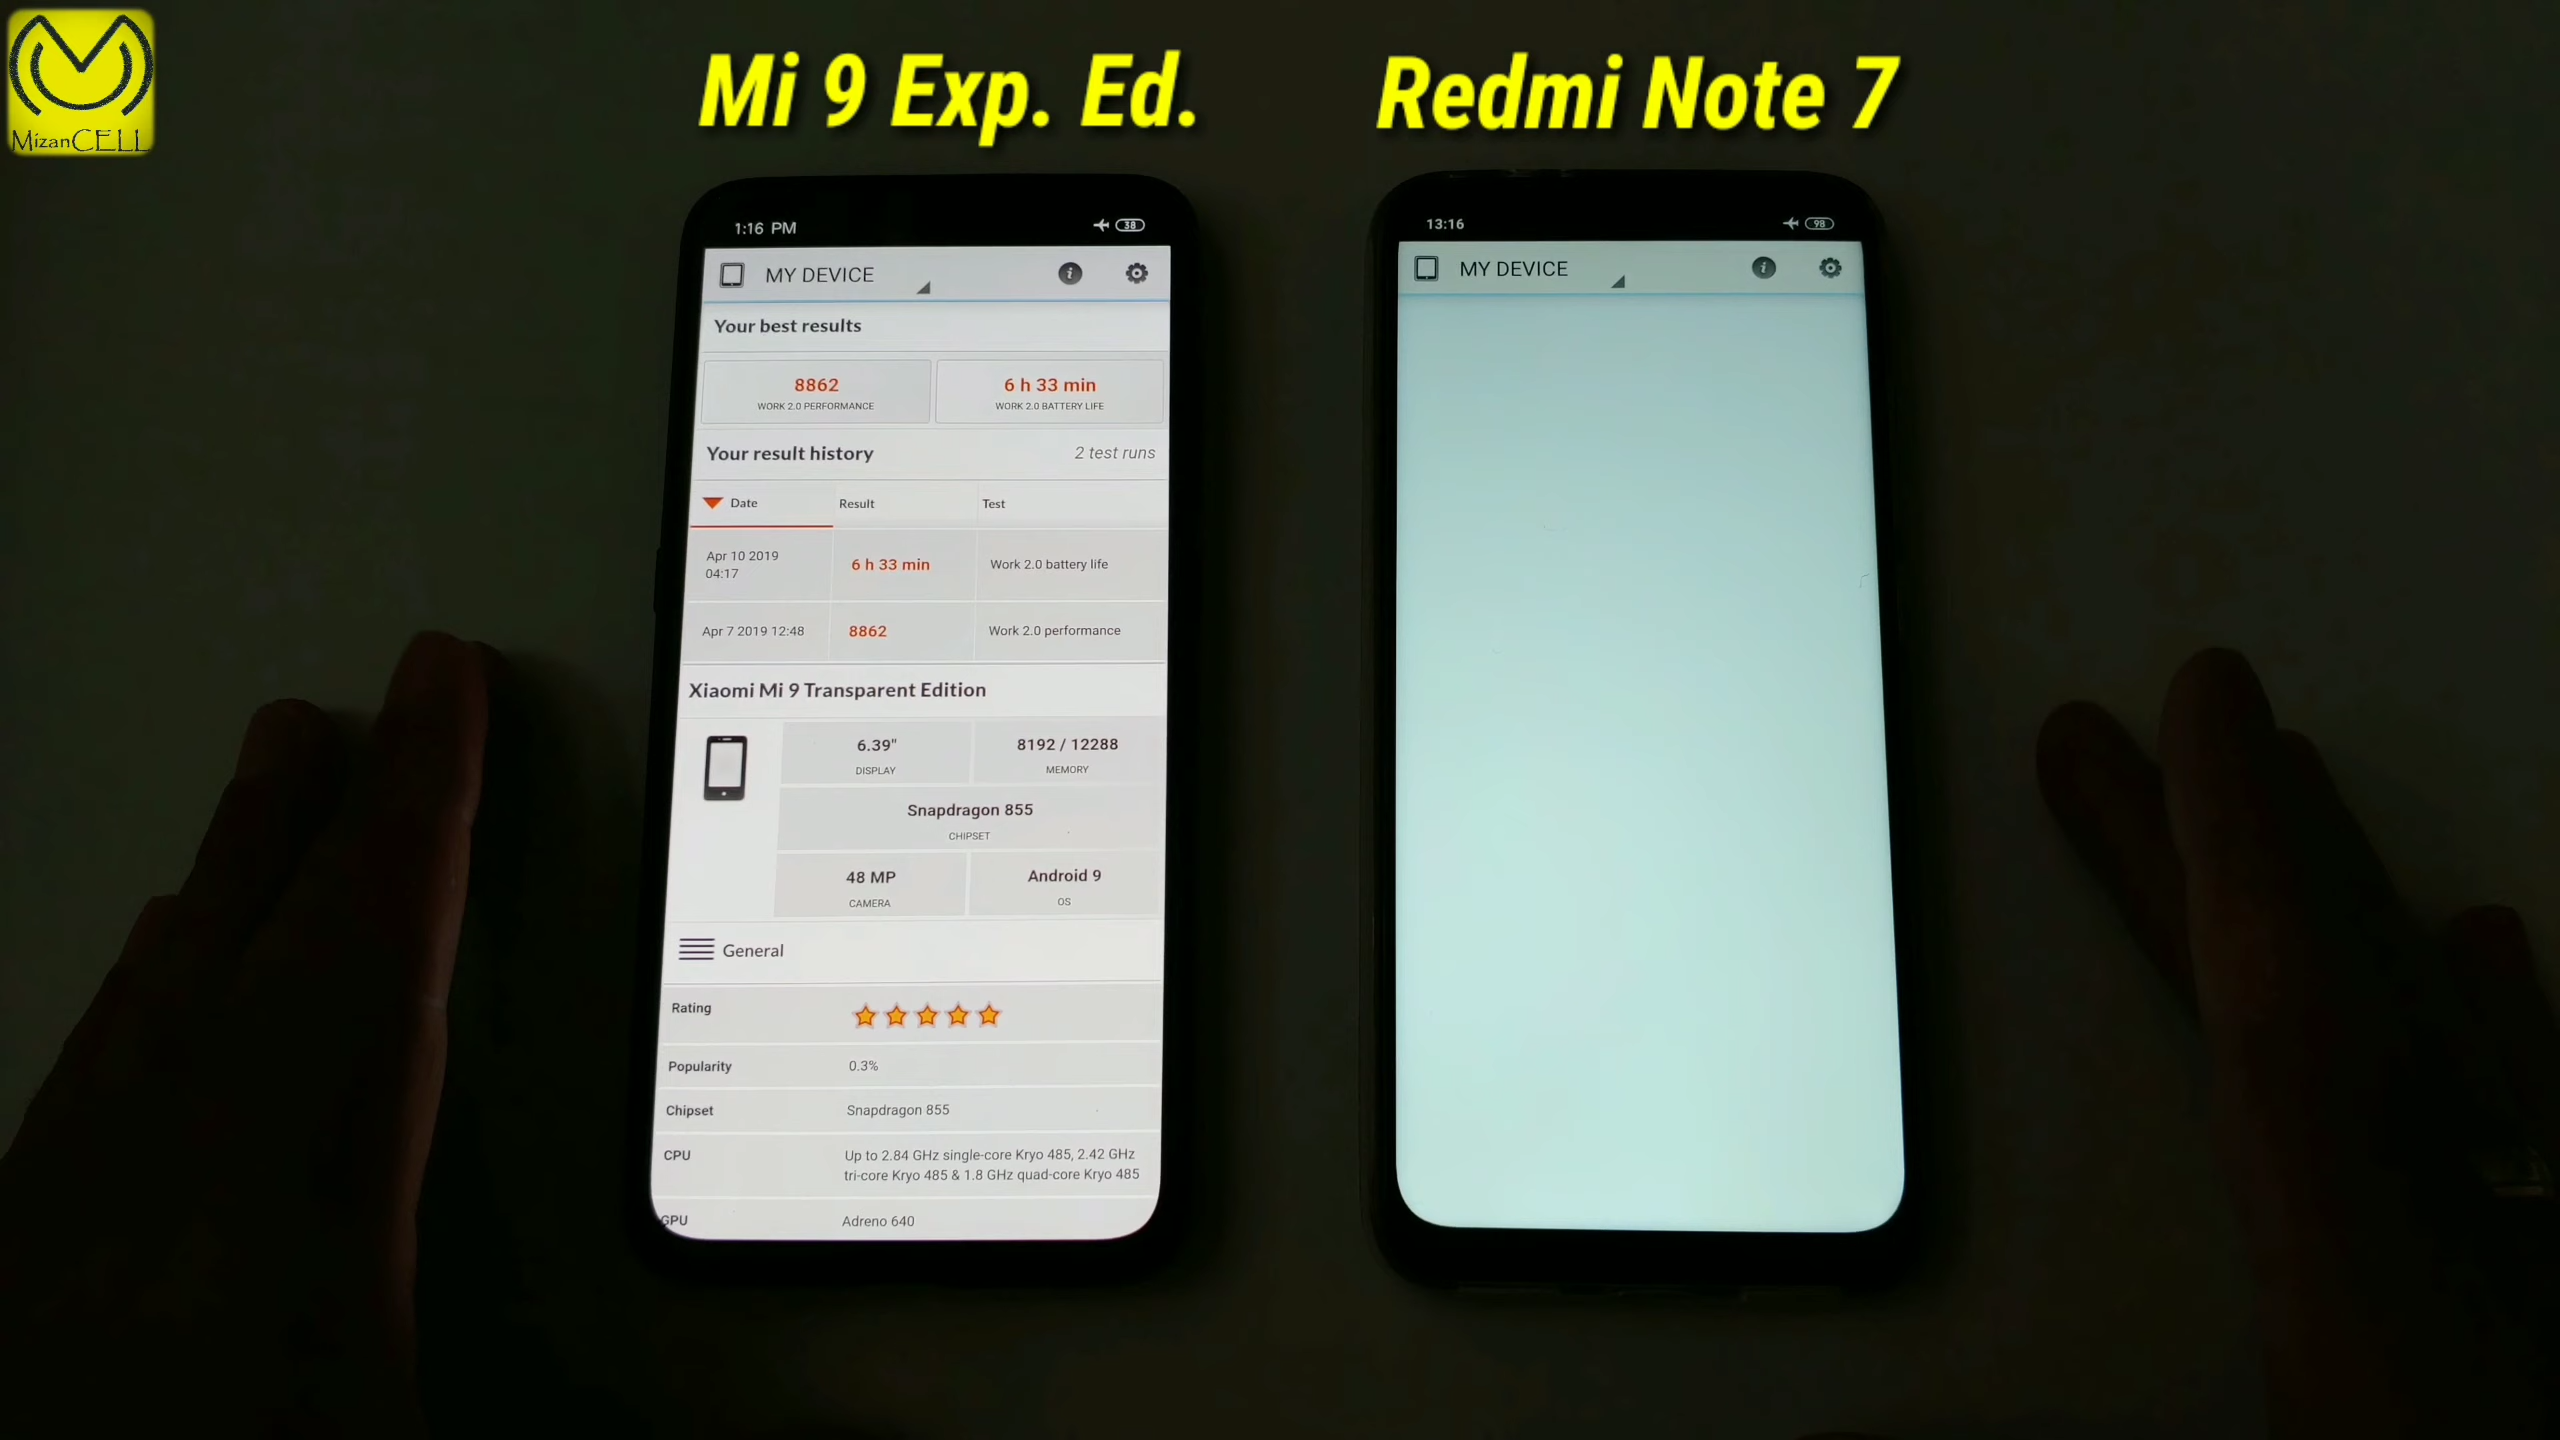 MizanCELL
Mi 9 Exp. Ed.
Redmi Note 7
1:16 PM
38
MY DEVICE
Your best results
8862
WORK 2.0 PERFORMANCE
6 h 33 min
WORK 2.0 BATTERY LIFE
Your result history
2 test runs
Date Result Test
Apr 10 2019
04:17
6 h 33 min
Work 2.0 battery life
Apr 7 2019 12:48
8862
Work 2.0 performance
Xiaomi Mi 9 Transparent Edition
6.39"
DISPLAY
8192 / 12288
MEMORY
Snapdragon 855
CHIPSET
48 MP
CAMERA
Android 9
OS
General
Rating
Popularity 0.3%
Chipset Snapdragon 855
CPU Up to 2.84 GHz single-core Kryo 485, 2.42 GHz
tri-core Kryo 485 & 1.8 GHz quad-core Kryo 485
GPU Adreno 640
13:16
98
MY DEVICE